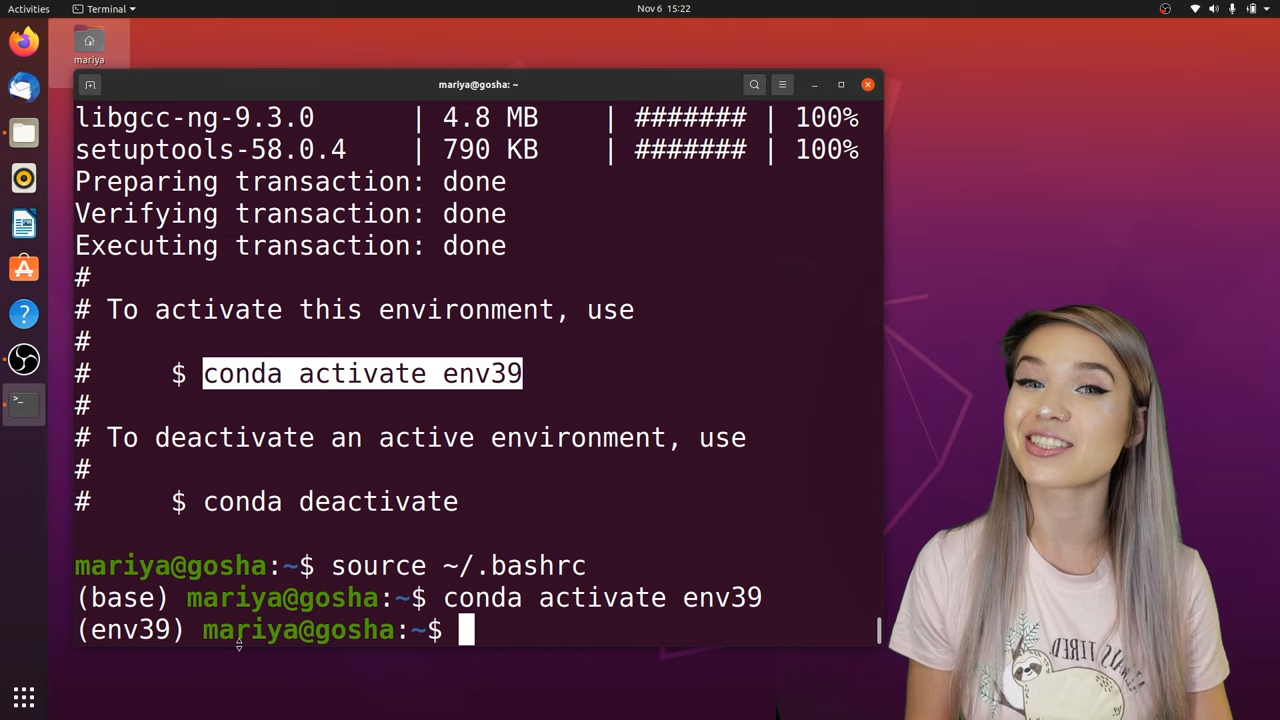 Activities Terminal Nov 6 15:22
mariya
mariya@gosha: ~
libgcc-ng-9.3.0 | 4.8 MB | ####### | 100%
setuptools-58.0.4 | 790 KB | ####### | 100%
Preparing transaction: done
Verifying transaction: done
Executing transaction: done
#
# To activate this environment, use
#
# $ conda activate env39
#
# To deactivate an active environment, use
#
# $ conda deactivate
mariya@gosha:~$ source ~/.bashrc
(base) mariya@gosha:~$ conda activate env39
(env39) mariya@gosha:~$
ALWAYS TIRED